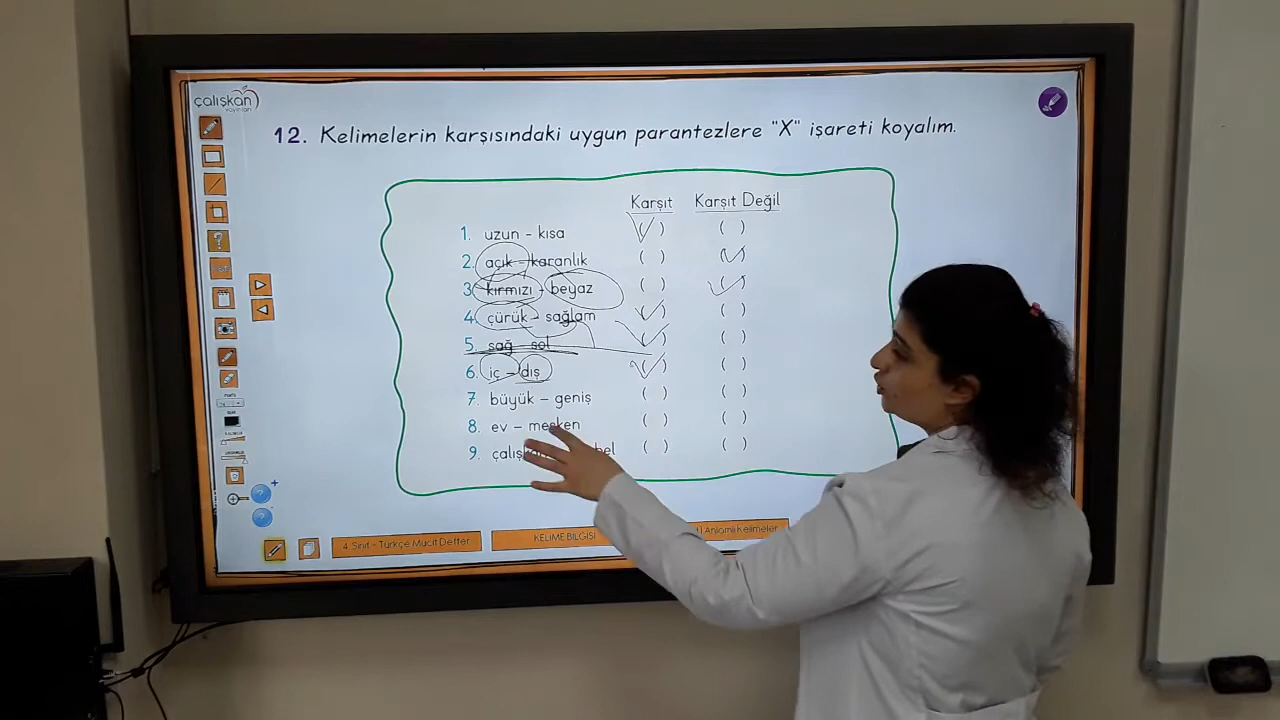 çalışkan
yayınları
12. Kelimelerin karşısındaki uygun parantezlere "X" işareti koyalım.
Karşıt Karşıt Değil
1. uzun - kısa ( ) ( )
2. açık - karanlık ( ) ( )
3. kırmızı - beyaz ( ) ( )
4. çürük - sağlam ( ) ( )
5. sağ - sol ( ) ( )
6. iç - dış ( ) ( )
7. büyük - geniş ( ) ( )
8. ev - mesken ( ) ( )
9. ( ) ( )
4. Sınıf - Türkçe Mucit Defter
KELİME BİLGİSİ
Anlamlı Kelimeler